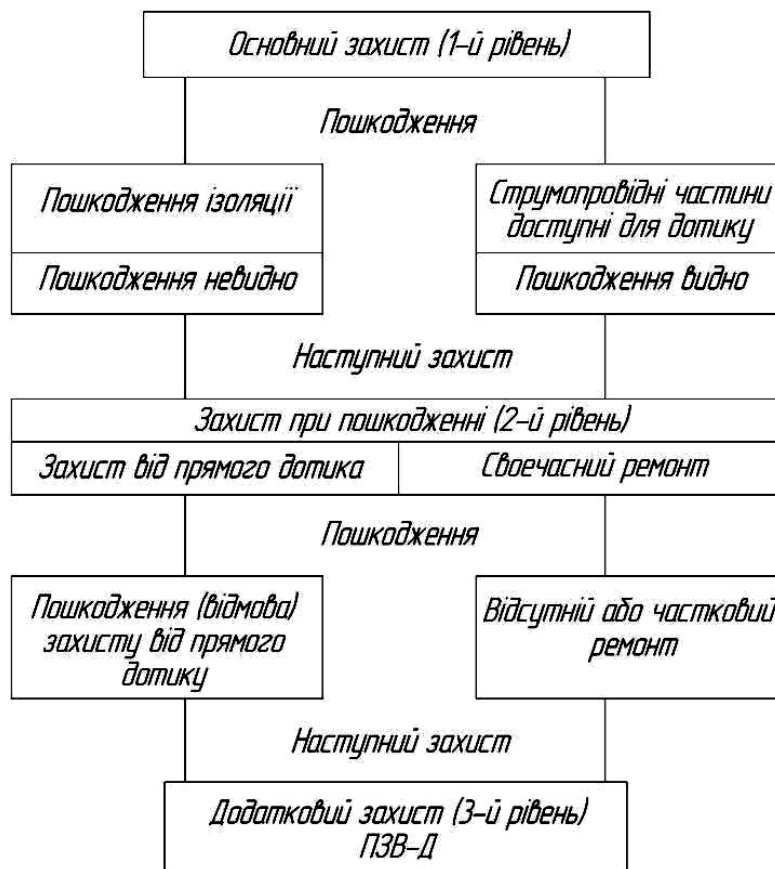 Основний захист (1-й рівень)
Пошкодження
Пошкодження ізоляції
Струмопровідні частини
доступні для дотику
Пошкодження невидно
Пошкодження видно
Наступний захист
Захист при пошкодженні (2-й рівень)
Захист від прямого дотика
Своечасний ремонт
Пошкодження
Пошкодження (відмова)
захисту від прямого
дотику
Відсутній або частковий
ремонт
Наступний захист
Додатковий захист (3-й рівень)
ПЗВ-Д